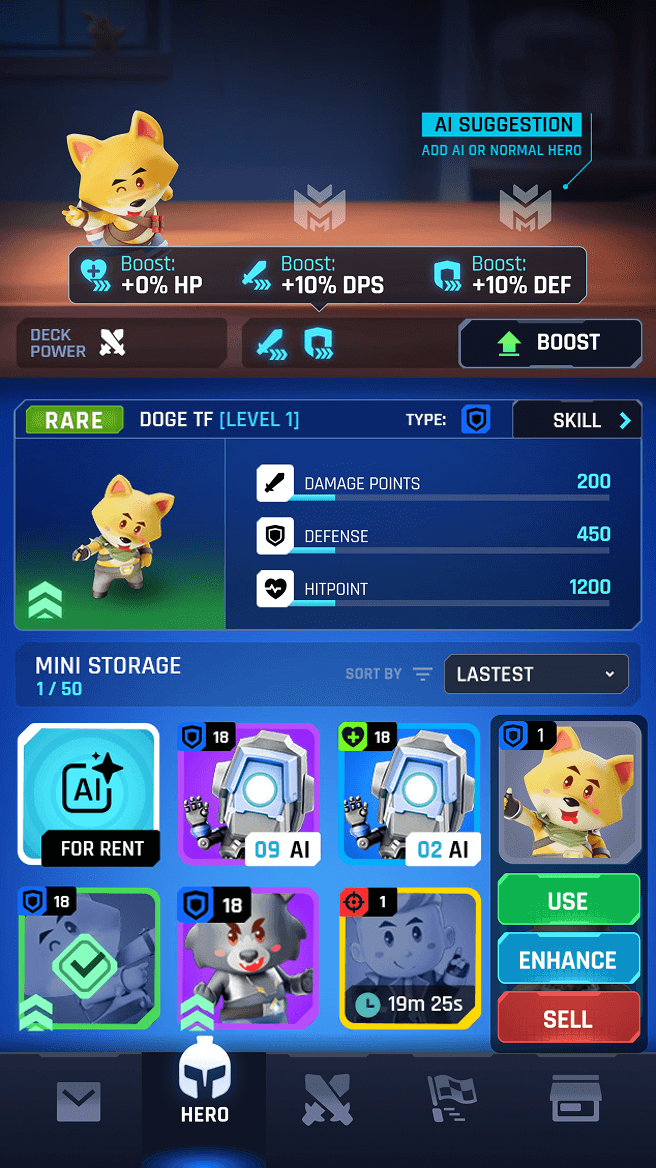 AI SUGGESTION
ADD AI OR NORMAL HERO
Boost:
+0% HP
Boost:
+10% DPS
Boost:
+10% DEF
DECK
POWER
BOOST
RARE
DOGE TF [LEVEL 1]
TYPE:
SKILL
DAMAGE POINTS
200
DEFENSE
450
HITPOINT
1200
MINI STORAGE
1 / 50
SORT BY
LASTEST
AI
FOR RENT
18
09 AI
18
02 AI
1
18
18
1
19m 25s
USE
ENHANCE
SELL
HERO